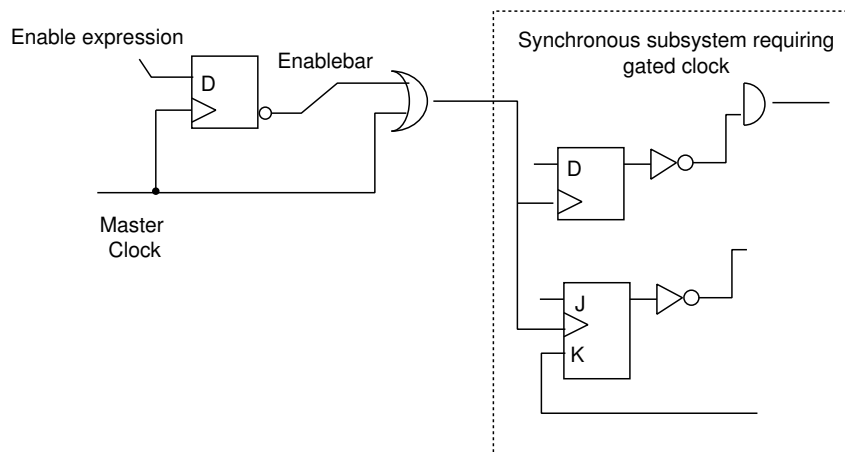 Enable expression
D
Enablebar
Master
Clock
Synchronous subsystem requiring
gated clock
D
J
K